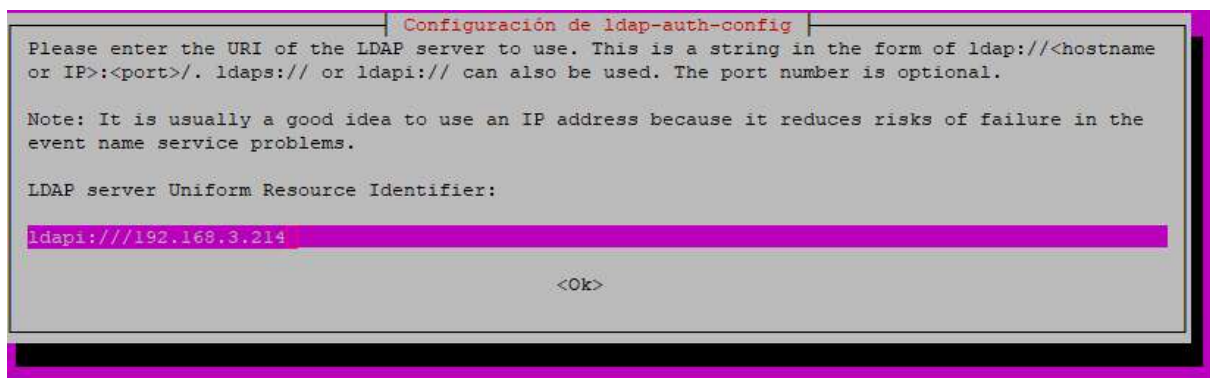 Configuración de ldap-auth-config
Please enter the URI of the LDAP server to use. This is a string in the form of ldap://<hostname
or IP>:<port>/. ldaps:// or ldapi:// can also be used. The port number is optional.
Note: It is usually a good idea to use an IP address because it reduces risks of failure in the
event name service problems.
LDAP server Uniform Resource Identifier:
ldapi:///192.168.3.214
<Ok>